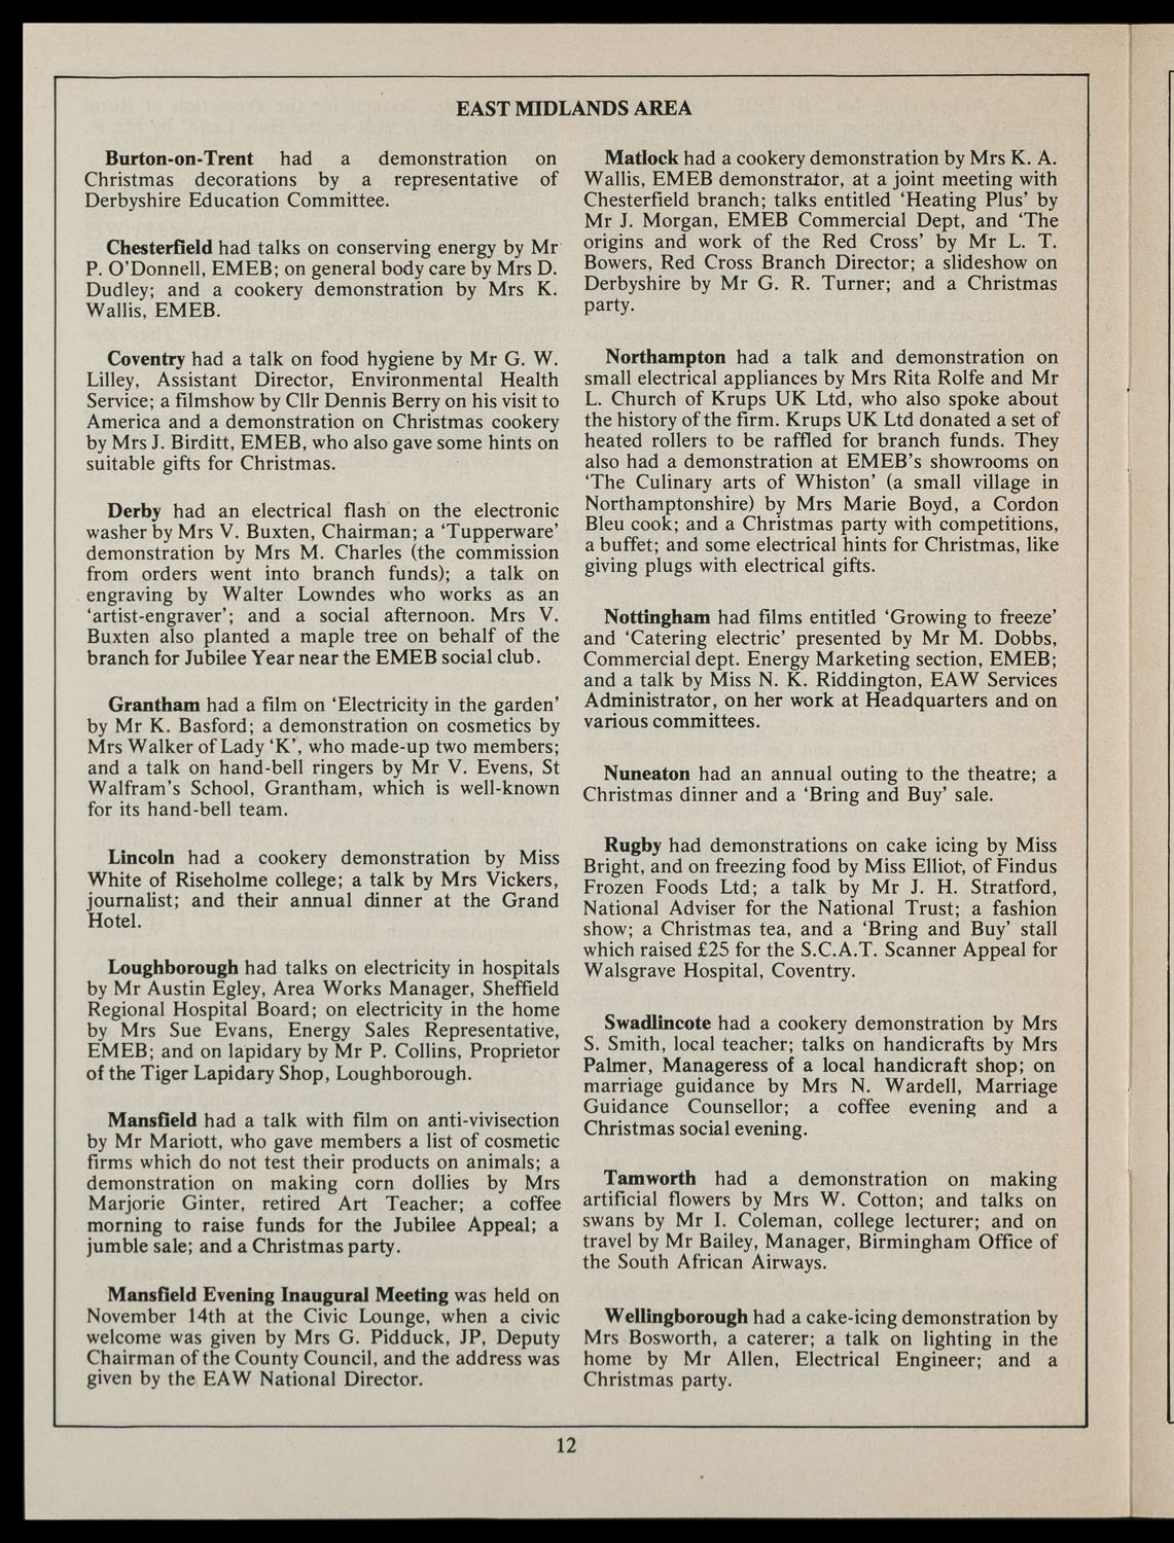 EAST MIDLANDS AREA
Burton-on-Trent had a demonstration on
Christmas decorations by a representative of
Derbyshire Education Committee.
Chesterfield had talks on conserving energy by Mr
P. O'Donnell, EMEB; on general body care by Mrs D.
Dudley; and a cookery demonstration by Mrs K.
Wallis, EMEB.
Coventry had a talk on food hygiene by Mr G. W.
Lilley, Assistant Director, Environmental Health
Service; a filmshow by Cllr Dennis Berry on his visit to
America and a demonstration on Christmas cookery
by Mrs J. Birditt, EMEB, who also gave some hints on
suitable gifts for Christmas.
Derby had an electrical flash on the electronic
washer by Mrs V. Buxten, Chairman; a ‘Tupperware’
demonstration by Mrs M. Charles (the commission
from orders went into branch funds); a talk on
engraving by Walter Lowndes who works as an
‘artist-engraver’; and a social afternoon. Mrs V.
Buxten also planted a maple tree on behalf of the
branch for Jubilee Year near the EMEB social club.
Grantham had a film on ‘Electricity in the garden’
by Mr K. Basford; a demonstration on cosmetics by
Mrs Walker of Lady ‘K’, who made-up two members;
and a talk on hand-bell ringers by Mr V. Evens, St
Walfram's School, Grantham, which is well-known
for its hand-bell team.
Lincoln had a cookery demonstration by Miss
White of Riseholme college; a talk by Mrs Vickers,
journalist; and their annual dinner at the Grand
Hotel.
Loughborough had talks on electricity in hospitals
by Mr Austin Egley, Area Works Manager, Sheffield
Regional Hospital Board; on electricity in the home
by Mrs Sue Evans, Energy Sales Representative,
EMEB; and on lapidary by Mr P. Collins, Proprietor
of the Tiger Lapidary Shop, Loughborough.
Mansfield had a talk with film on anti-vivisection
by Mr Mariott, who gave members a list of cosmetic
firms which do not test their products on animals; a
demonstration on making corn dollies by Mrs
Marjorie Ginter, retired Art Teacher; a coffee
morning to raise funds for the Jubilee Appeal; a
jumble sale; and a Christmas party.
Mansfield Evening Inaugural Meeting was held on
November 14th at the Civic Lounge, when a civic
welcome was given by Mrs G. Pidduck, JP, Deputy
Chairman of the County Council, and the address was
given by the EAW National Director.
Matlock had a cookery demonstration by Mrs K. A.
Wallis, EMEB demonstrator, at a joint meeting with
Chesterfield branch; talks entitled ‘Heating Plus’ by
Mr J. Morgan, EMEB Commercial Dept, and ‘The
origins and work of the Red Cross’ by Mr L. T.
Bowers, Red Cross Branch Director; a slideshow on
Derbyshire by Mr G. R. Turner; and a Christmas
party.
Northampton had a talk and demonstration on
small electrical appliances by Mrs Rita Rolfe and Mr
L. Church of Krups UK Ltd, who also spoke about
the history of the firm. Krups UK Ltd donated a set of
heated rollers to be raffled for branch funds. They
also had a demonstration at EMEB's showrooms on
‘The Culinary arts of Whiston’ (a small village in
Northamptonshire) by Mrs Marie Boyd, a Cordon
Bleu cook; and a Christmas party with competitions,
a buffet; and some electrical hints for Christmas, like
giving plugs with electrical gifts.
Nottingham had films entitled ‘Growing to freeze’
and ‘Catering electric’ presented by Mr M. Dobbs,
Commercial dept. Energy Marketing section, EMEB;
and a talk by Miss N. K. Riddington, EAW Services
Administrator, on her work at Headquarters and on
various committees.
Nuneaton had an annual outing to the theatre; a
Christmas dinner and a ‘Bring and Buy’ sale.
Rugby had demonstrations on cake icing by Miss
Bright, and on freezing food by Miss Elliot, of Findus
Frozen Foods Ltd; a talk by Mr J. H. Stratford,
National Adviser for the National Trust; a fashion
show; a Christmas tea, and a ‘Bring and Buy’ stall
which raised £25 for the S.C.A.T. Scanner Appeal for
Walsgrave Hospital, Coventry.
Swadlincote had a cookery demonstration by Mrs
S. Smith, local teacher; talks on handicrafts by Mrs
Palmer, Manageress of a local handicraft shop; on
marriage guidance by Mrs N. Wardell, Marriage
Guidance Counsellor; a coffee evening and a
Christmas social evening.
Tamworth had a demonstration on making
artificial flowers by Mrs W. Cotton; and talks on
swans by Mr I. Coleman, college lecturer; and on
travel by Mr Bailey, Manager, Birmingham Office of
the South African Airways.
Wellingborough had a cake-icing demonstration by
Mrs Bosworth, a caterer; a talk on lighting in the
home by Mr Allen, Electrical Engineer; and a
Christmas party.
12